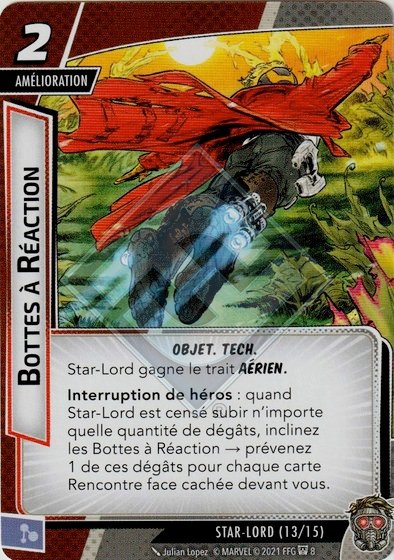 2
AMÉLIORATION
BOTTES À RÉACTION
OBJET. TECH.
Star-Lord gagne le trait AÉRIEN.
Interruption de héros : quand
Star-Lord est censé subir n'importe
quelle quantité de dégâts, inclinez
les Bottes à Réaction → prévenez
1 de ces dégâts pour chaque carte
Rencontre face cachée devant vous.
STAR-LORD (13/15)
Julian Lopez © MARVEL © 2021 FFG 8